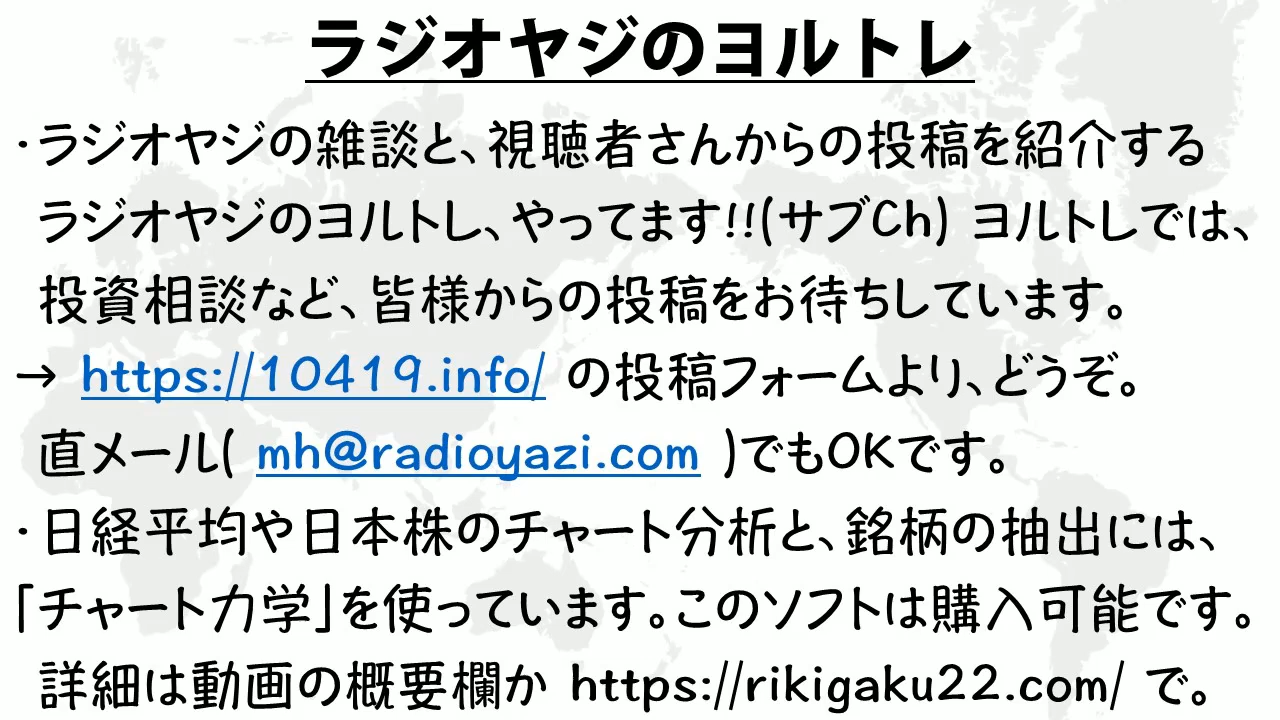 ラジオヤジのヨルトレ
・ラジオヤジの雑談と、視聴者さんからの投稿を紹介する
ラジオヤジのヨルトレ、やってます!!(サブCh) ヨルトレでは、
投資相談など、皆様からの投稿をお待ちしています。
→ https://10419.info/ の投稿フォームより、どうぞ。
直メール( mh@radioyazi.com )でもOKです。
・日経平均や日本株のチャート分析と、銘柄の抽出には、
「チャート力学」を使っています。このソフトは購入可能です。
詳細は動画の概要欄か https://rikigaku22.com/ で。